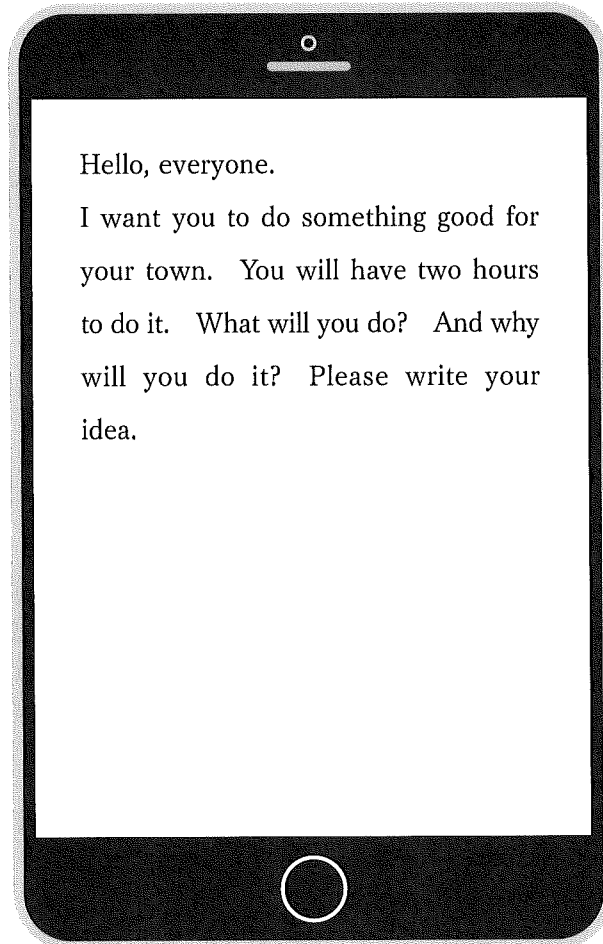 Hello, everyone.
I want you to do something good for
your town. You will have two hours
to do it. What will you do? And why
will you do it? Please write your
idea.